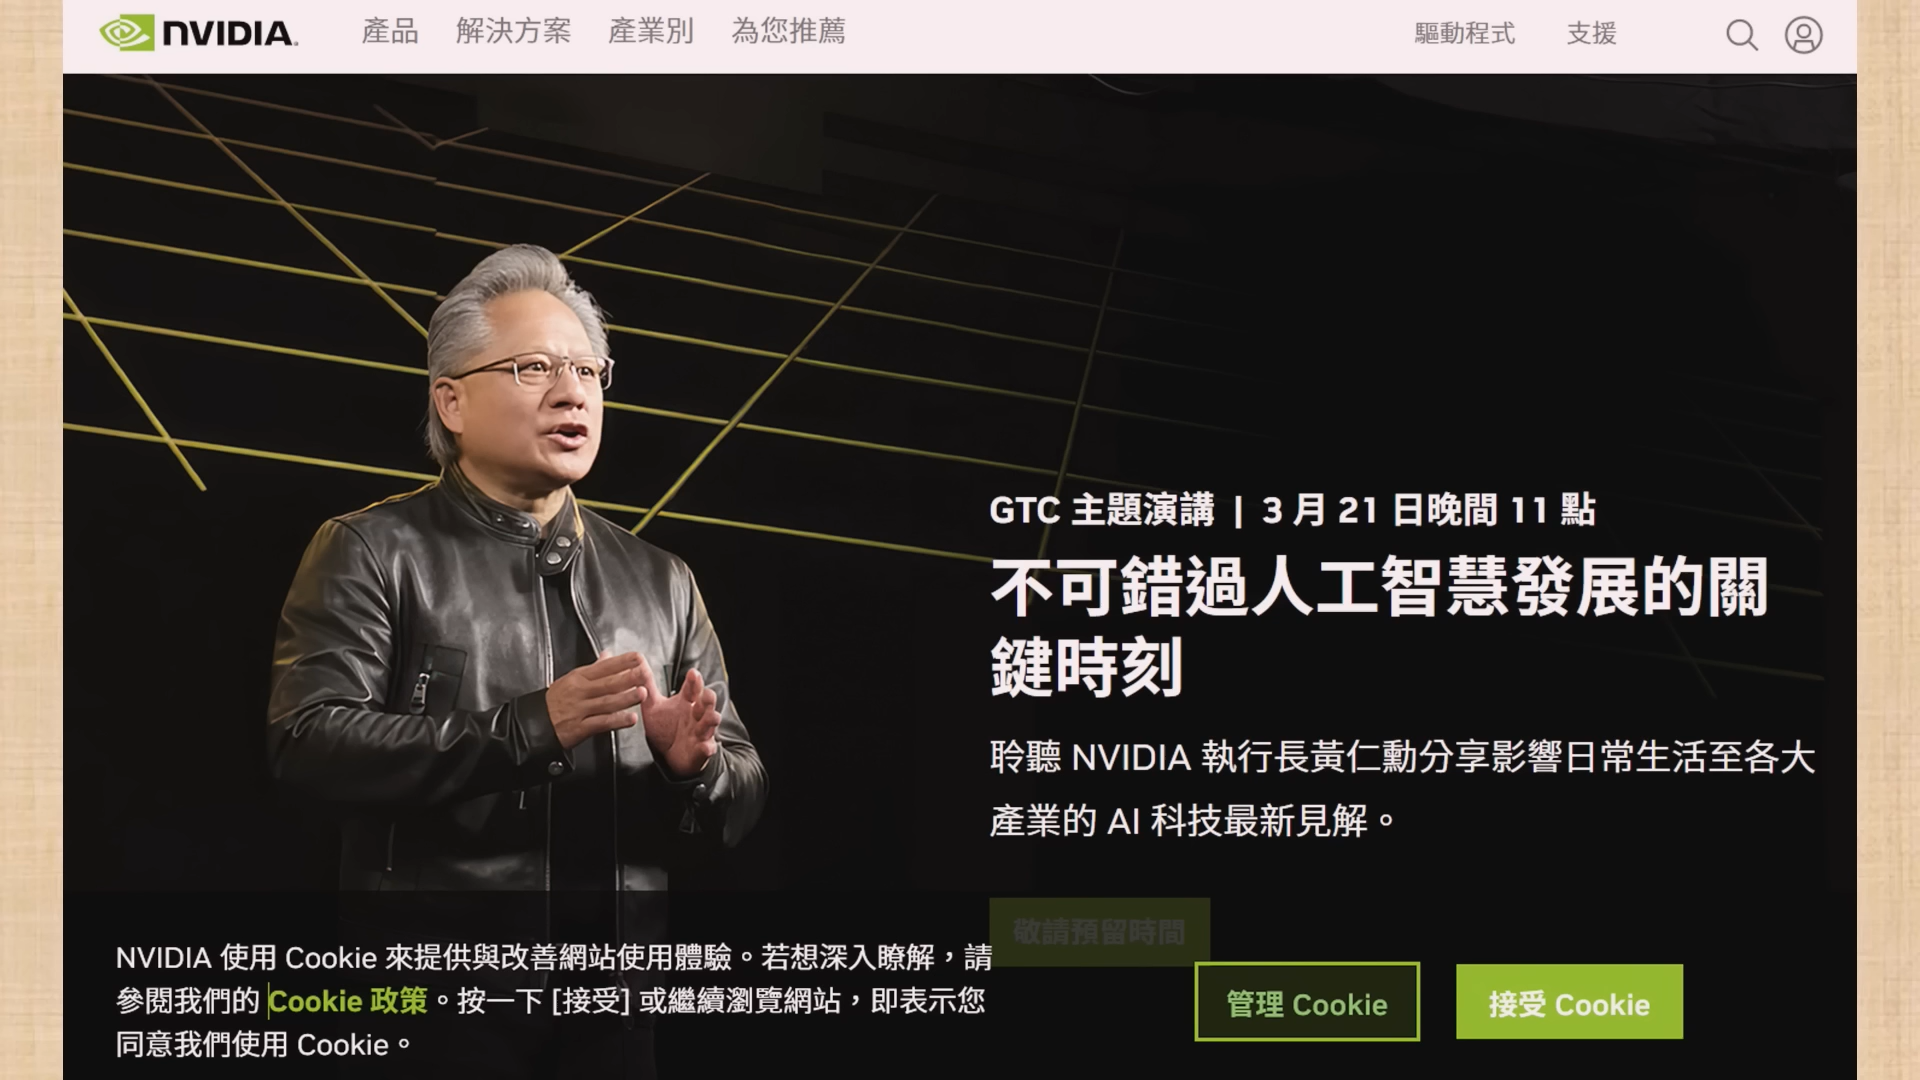 NVIDIA.
產品 解決方案 產業別 為您推薦 驅動程式 支援
GTC 主題演講 | 3 月 21 日晚間 11 點
不可錯過人工智慧發展的關
鍵時刻
聆聽 NVIDIA 執行長黃仁勳分享影響日常生活至各大
產業的 AI 科技最新見解。
敬請預留時間
NVIDIA 使用 Cookie 來提供與改善網站使用體驗。若想深入瞭解，請
參閱我們的 Cookie 政策。按一下 [接受] 或繼續瀏覽網站，即表示您
同意我們使用 Cookie。
管理 Cookie
接受 Cookie